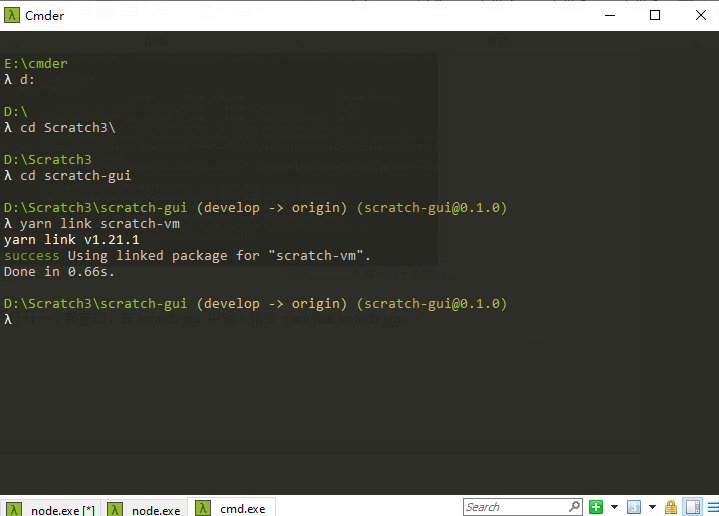 Cmder
E:\cmder
λ d:
D:\
λ cd Scratch3\
D:\Scratch3
λ cd scratch-gui
D:\Scratch3\scratch-gui (develop -> origin) (scratch-gui@0.1.0)
λ yarn link scratch-vm
yarn link v1.21.1
success Using linked package for "scratch-vm".
Done in 0.66s.
D:\Scratch3\scratch-gui (develop -> origin) (scratch-gui@0.1.0)
λ
node.exe [*] node.exe cmd.exe Search